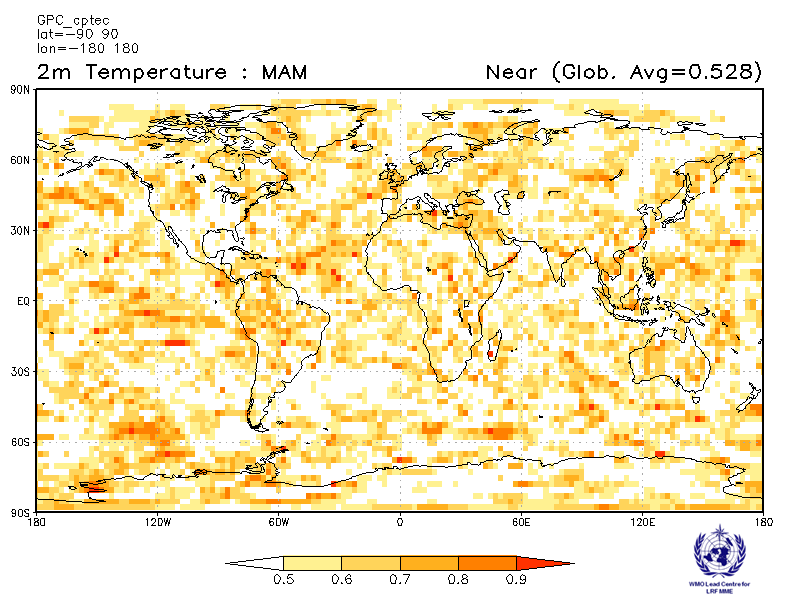 GPC_cptec
lat=-90 90
lon=-180 180
2m Temperature : MAM
Near (Glob. Avg=0.528)
90N
60N
30N
EQ
30S
60S
90S
180 120W 60W 0 60E 120E 180
0.5 0.6 0.7 0.8 0.9
WMO Lead Centre for
LRF MME